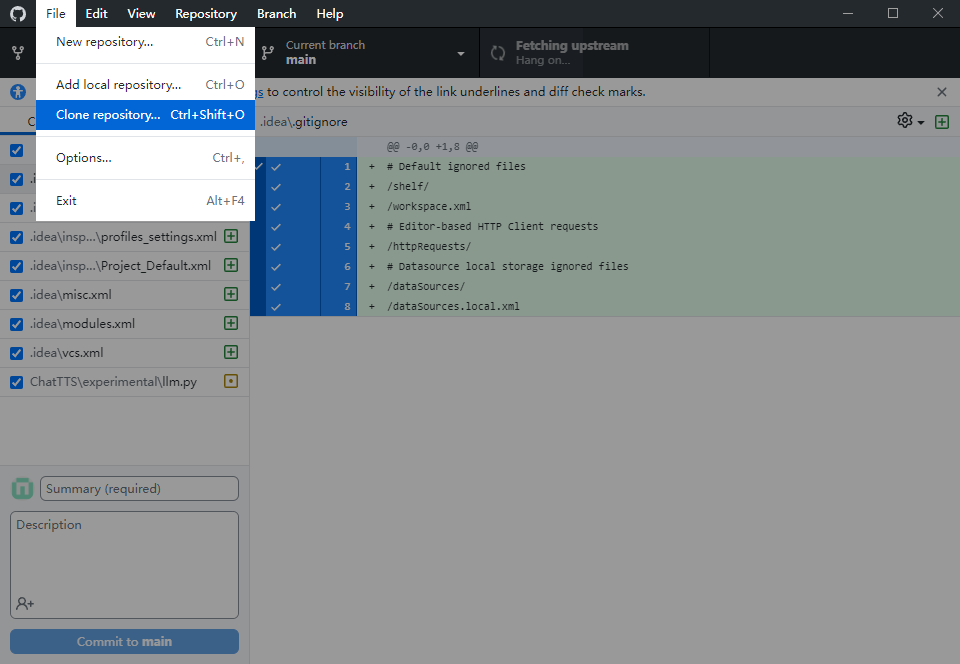 File Edit View Repository Branch Help
New repository... Ctrl+N
Add local repository... Ctrl+O
Clone repository... Ctrl+Shift+O
Options... Ctrl+,
Exit Alt+F4
Current branch
main
Fetching upstream
Hang on...
to control the visibility of the link underlines and diff check marks.
.idea\.gitignore
.idea\insp...\profiles_settings.xml
.idea\insp...\Project_Default.xml
.idea\misc.xml
.idea\modules.xml
.idea\vcs.xml
ChatTTS\experimental\llm.py
@@ -0,0 +1,8 @@
1 + # Default ignored files
2 + /shelf/
3 + /workspace.xml
4 + # Editor-based HTTP Client requests
5 + /httpRequests/
6 + # Datasource local storage ignored files
7 + /dataSources/
8 + /dataSources.local.xml
Summary (required)
Description
Commit to main